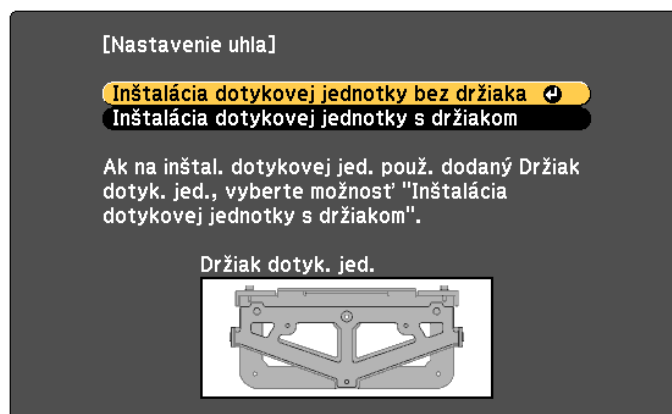 [Nastavenie uhla]
Inštalácia dotykovej jednotky bez držiaka
Inštalácia dotykovej jednotky s držiakom
Ak na inštal. dotykovej jed. použ. dodaný Držiak
dotyk. jed., vyberte možnosť "Inštalácia
dotykovej jednotky s držiakom".
Držiak dotyk. jed.